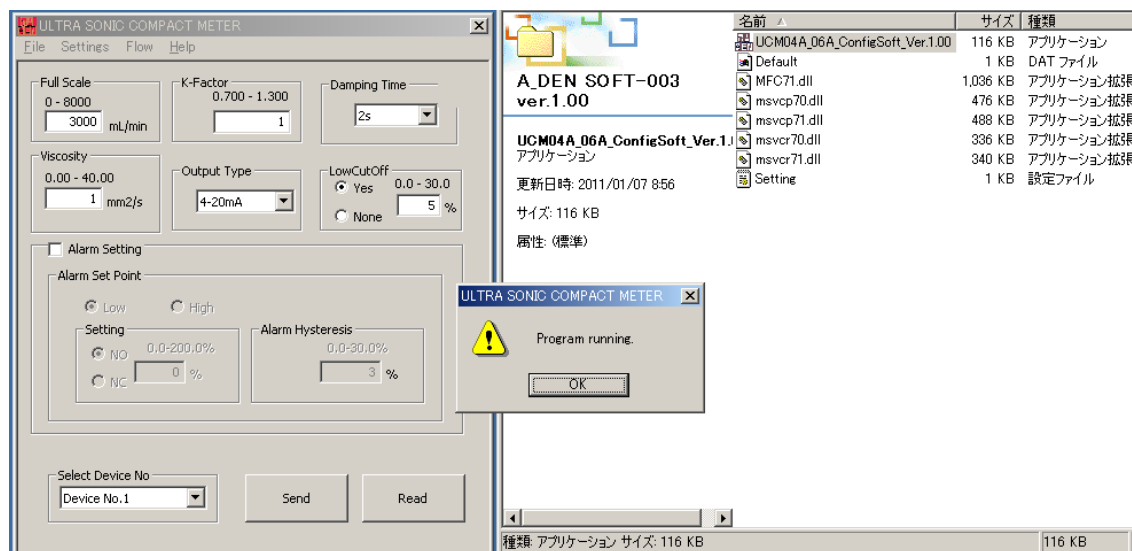 ULTRA SONIC COMPACT METER
File Settings Flow Help
Full Scale
0 - 8000
3000 mL/min
K-Factor
0.700 - 1.300
1
Damping Time
2s
Viscosity
0.00 - 40.00
1 mm2/s
Output Type
4-20mA
LowCutOff
Yes 0.0 - 30.0
None 5 %
Alarm Setting
Alarm Set Point
Low High
Setting
NO 0.0-200.0%
NC 0 %
Alarm Hysteresis
0.0-30.0%
3 %
Select Device No
Device No.1
Send
Read
A_DEN SOFT-003
ver.1.00
UCM04A_06A_ConfigSoft_Ver.1.
アプリケーション
更新日時: 2011/01/07 8:56
サイズ: 116 KB
属性: (標準)
名前 サイズ 種類
UCM04A_06A_ConfigSoft_Ver.1.00 116 KB アプリケーション
Default 1 KB DAT ファイル
MFC71.dll 1,036 KB アプリケーション拡張
msvcp70.dll 476 KB アプリケーション拡張
msvcp71.dll 488 KB アプリケーション拡張
msvcr70.dll 336 KB アプリケーション拡張
msvcr71.dll 340 KB アプリケーション拡張
Setting 1 KB 設定ファイル
ULTRA SONIC COMPACT METER
Program running.
OK
種類: アプリケーション サイズ: 116 KB
116 KB